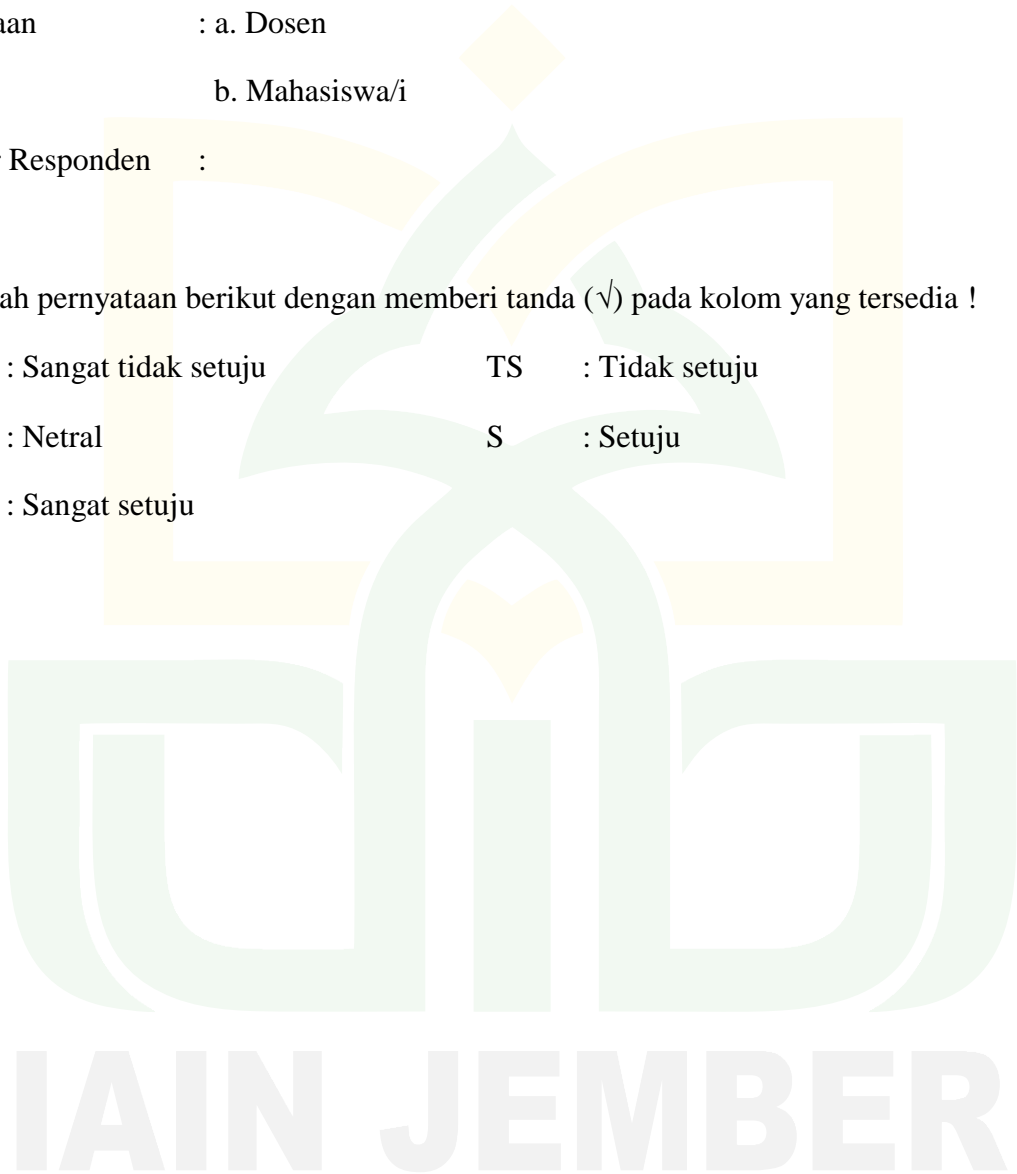 aan : a. Dosen
b. Mahasiswa/i
Responden :
ah pernyataan berikut dengan memberi tanda (√) pada kolom yang tersedia !
: Sangat tidak setuju TS : Tidak setuju
: Netral S : Setuju
: Sangat setuju
IAIN JEMBER